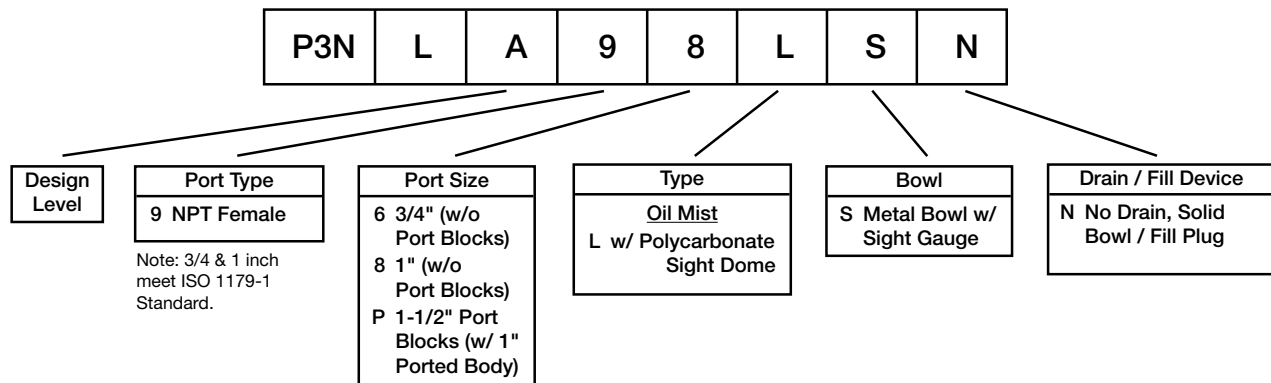 P3N L A 9 8 L S N
Design
Level
Port Type
9 NPT Female
Note: 3/4 & 1 inch
meet ISO 1179-1
Standard.
Port Size
6 3/4" (w/o
Port Blocks)
8 1" (w/o
Port Blocks)
P 1-1/2" Port
Blocks (w/ 1"
Ported Body)
Type
Oil Mist
L w/ Polycarbonate
Sight Dome
Bowl
S Metal Bowl w/
Sight Gauge
Drain / Fill Device
N No Drain, Solid
Bowl / Fill Plug